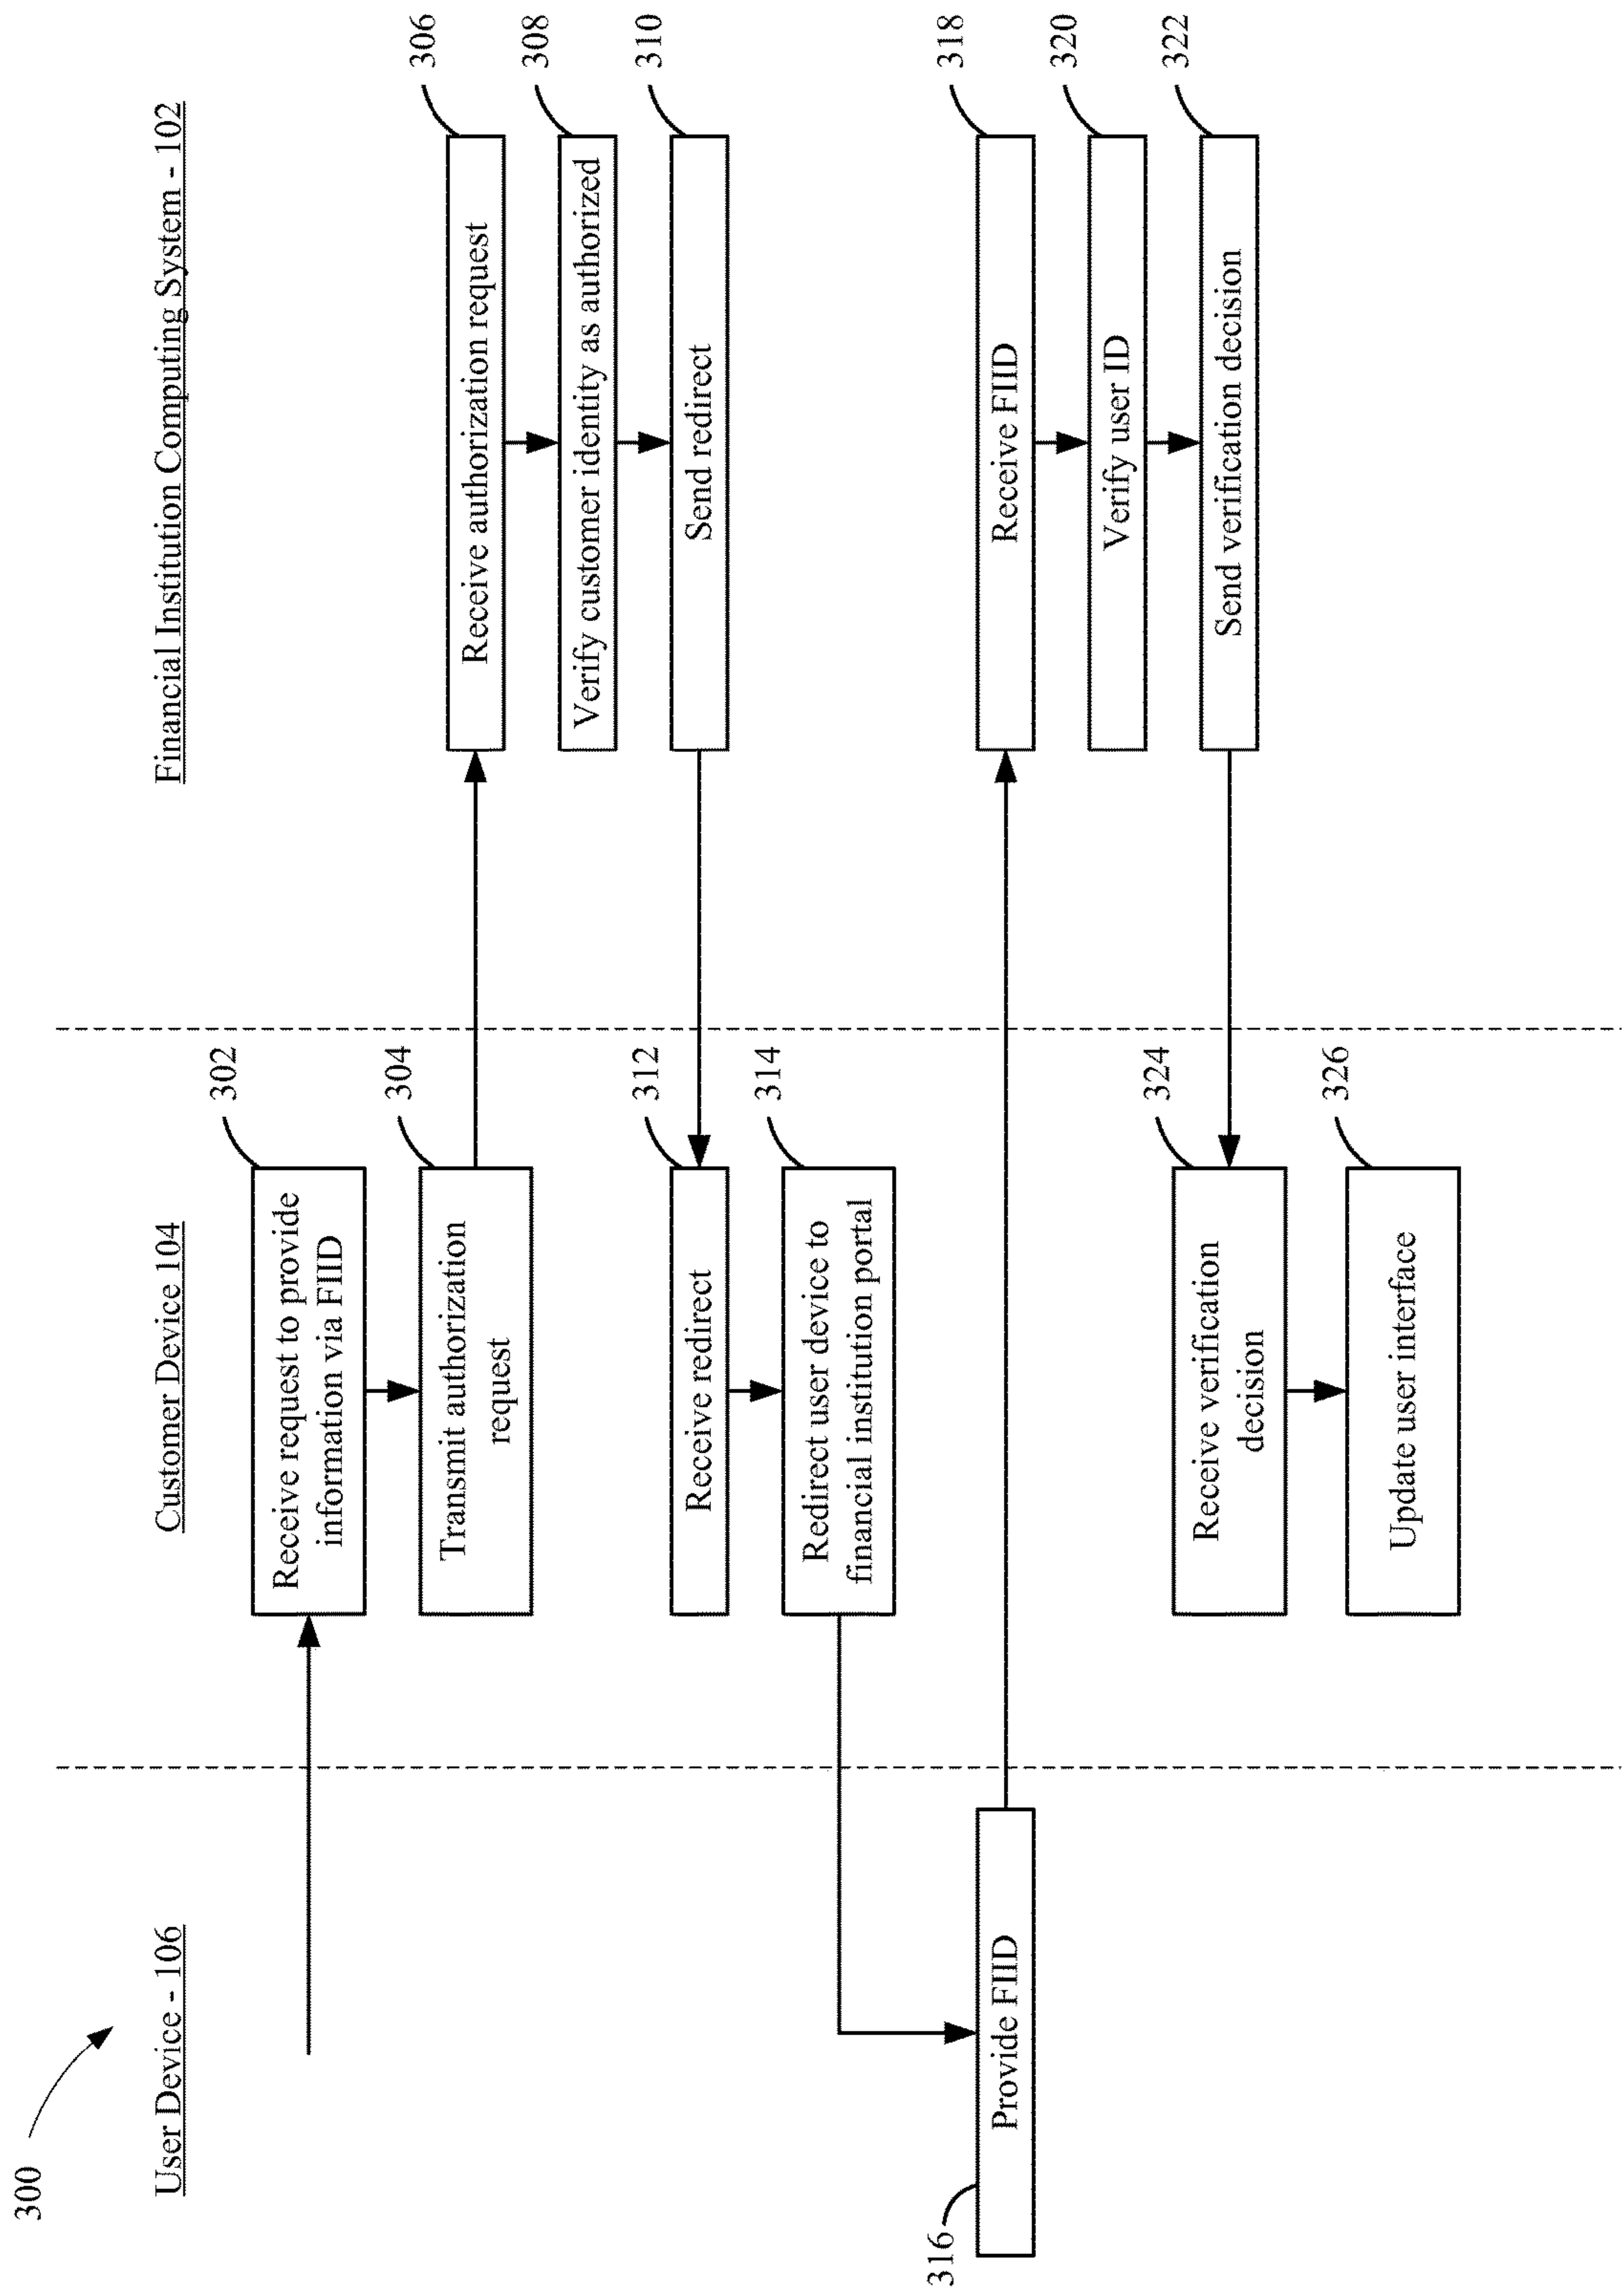 300
User Device - 106
Customer Device 104
Financial Institution Computing System - 102
302
Receive request to provide
information via FIID
304
Transmit authorization
request
306
Receive authorization request
308
Verify customer identity as authorized
310
Send redirect
312
Receive redirect
314
Redirect user device to
financial institution portal
316
Provide FIID
318
Receive FIID
320
Verify user ID
322
Send verification decision
324
Receive verification
decision
326
Update user interface